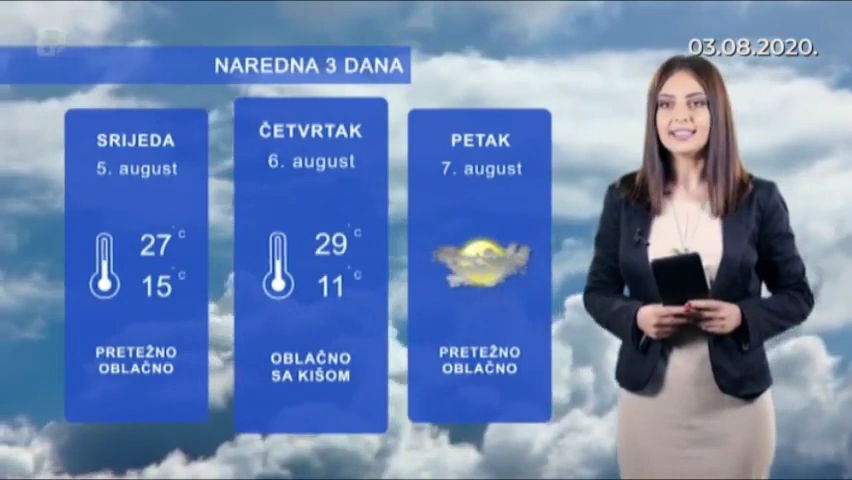 03.08.2020.
NAREDNA 3 DANA
SRIJEDA
5. august
27°C
15°C
PRETEŽNO
OBLAČNO
ČETVRTAK
6. august
29°C
11°C
OBLAČNO
SA KIŠOM
PETAK
7. august
PRETEŽNO
OBLAČNO